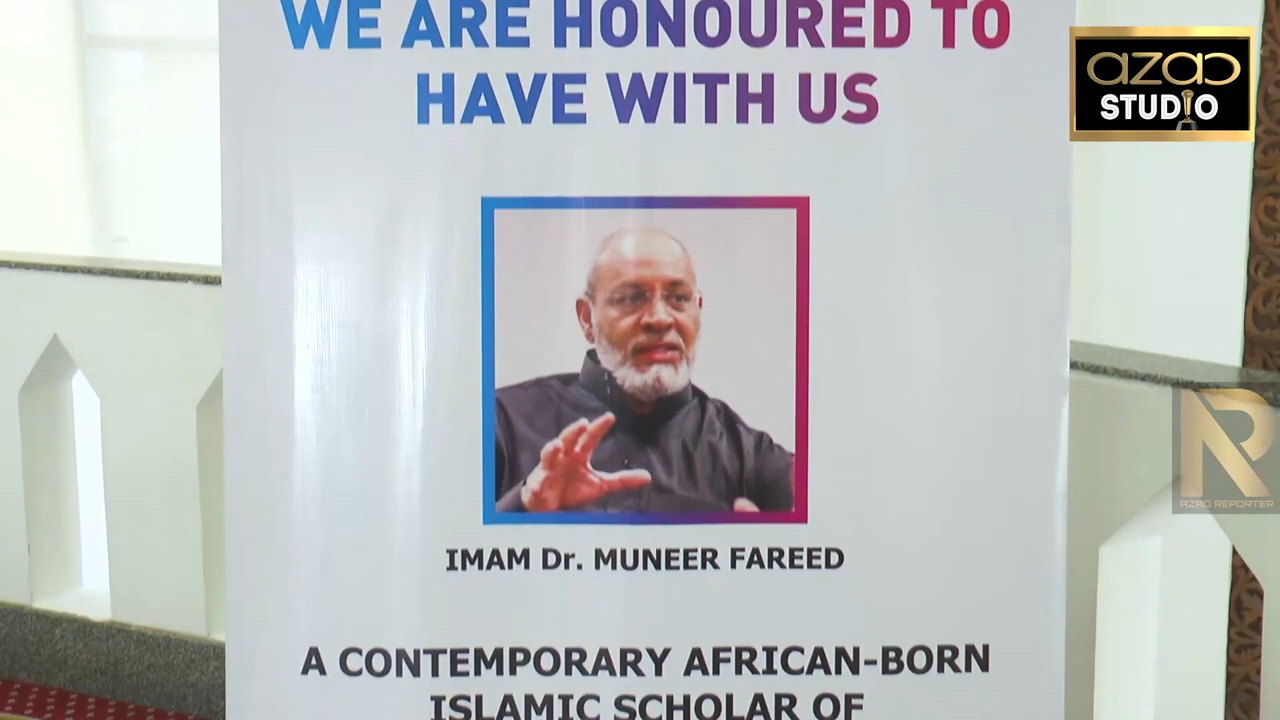 WE ARE HONOURED TO
HAVE WITH US
azad
STUDIO
IMAM Dr. MUNEER FAREED
AZAD REPORTER
A CONTEMPORARY AFRICAN-BORN
ISLAMIC SCHOLAR OF